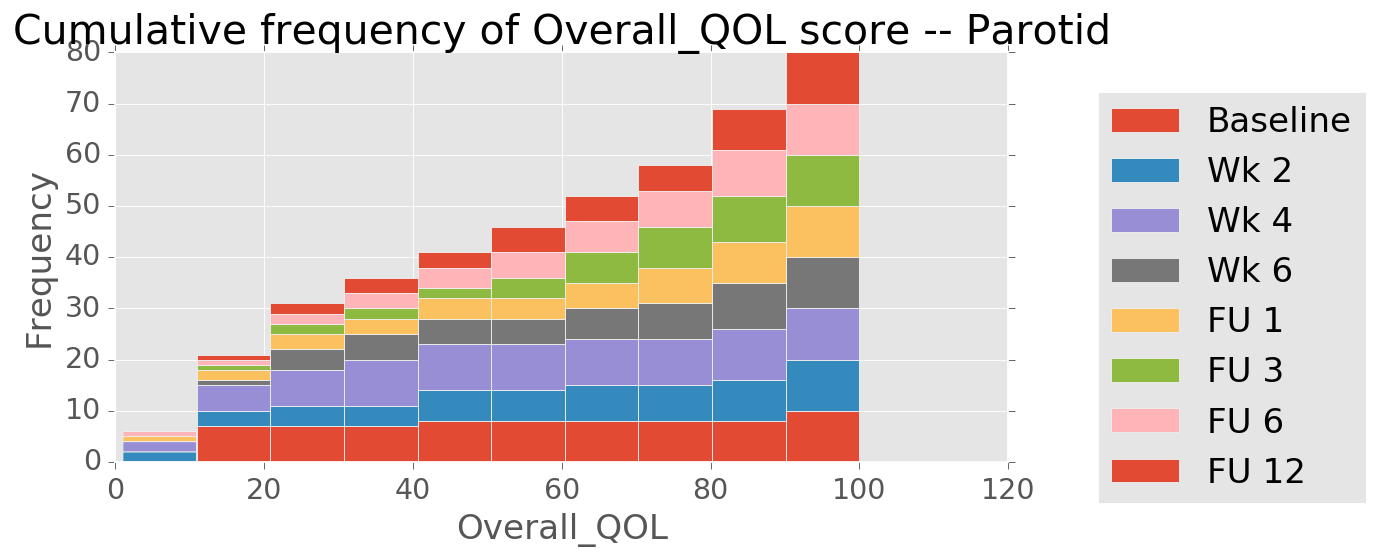 Cumulative frequency of Overall_QOL score -- Parotid
80
70
60
50
40
30
20
10
0
Frequency
0 20 40 60 80 100 120
Overall_QOL
Baseline
Wk 2
Wk 4
Wk 6
FU 1
FU 3
FU 6
FU 12